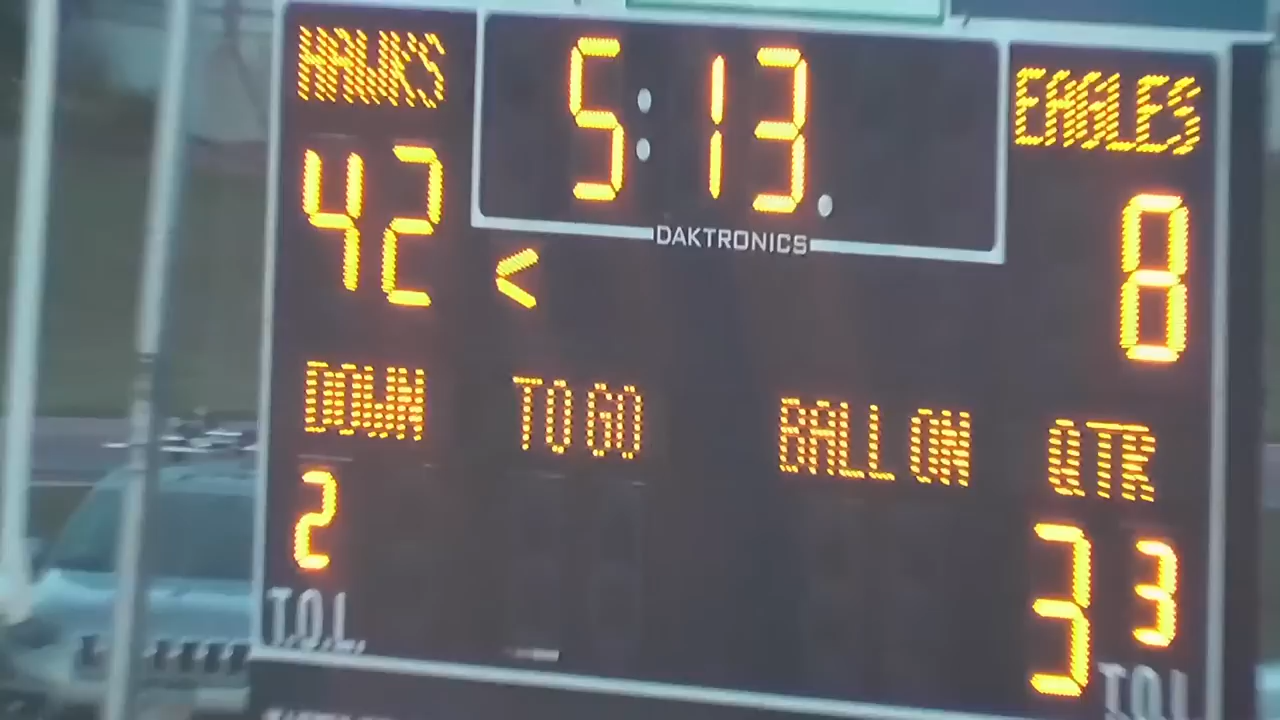 HAWKS 5:13. EAGLES
42 < 8
DAKTRONICS
DOWN TO GO BALL ON QTR
2 3 3
T.O.L. T.O.L